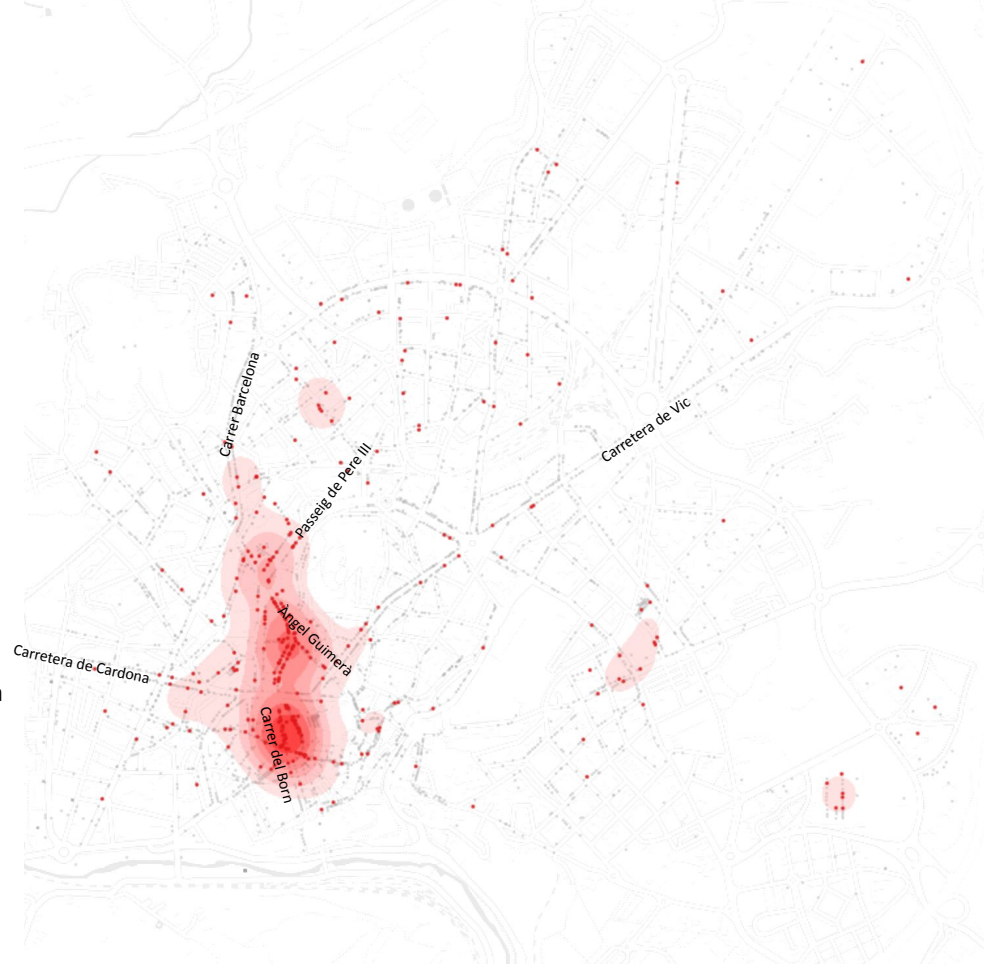 Carrer Barcelona
Passeig de Pere III
Carretera de Vic
Àngel Guimerà
Carretera de Cardona
Carrer del Born